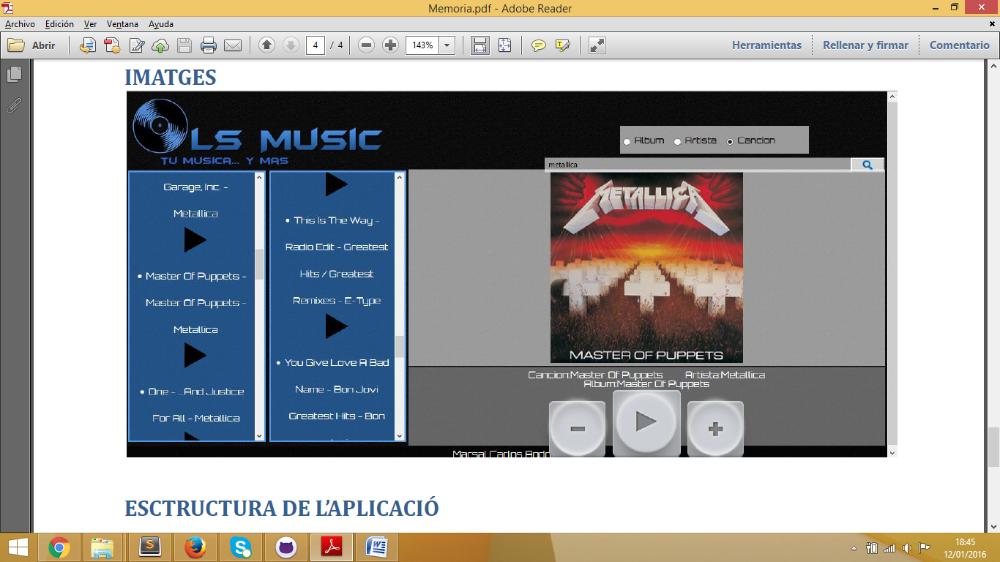 Memoria.pdf - Adobe Reader
Archivo Edición Ver Ventana Ayuda
Abrir
4 / 4
143%
Herramientas
Rellenar y firmar
Comentario
IMATGES
LS MUSIC
TU MUSICA... Y MAS
Album Artista Cancion
metallica
Garage, Inc. -
Metallica
• Master Of Puppets -
Master Of Puppets -
Metallica
• One - ...And Justice
For All - Metallica
• This Is The Way -
Radio Edit - Greatest
Hits / Greatest
Remixes - E-Type
• You Give Love A Bad
Name - Bon Jovi
Greatest Hits - Bon
METALLICA
MASTER OF PUPPETS
Cancion:Master Of Puppets Artista:Metallica
Album:Master Of Puppets
Marsal Carlos
ESCTRUCTURA DE L'APLICACIÓ
18:45
12/01/2016